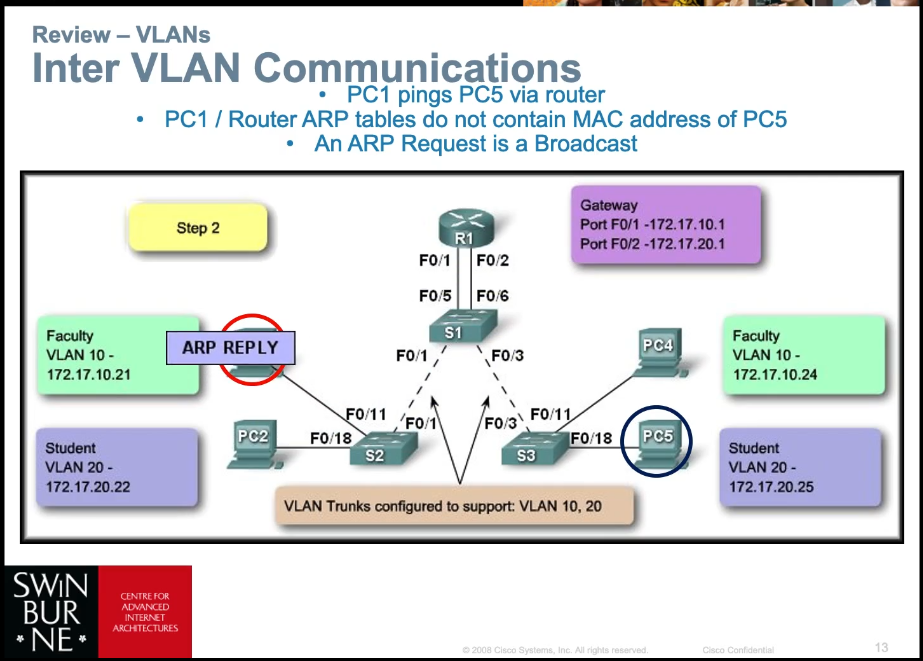 Review – VLANs
Inter VLAN Communications
• PC1 pings PC5 via router
• PC1 / Router ARP tables do not contain MAC address of PC5
• An ARP Request is a Broadcast
Step 2
R1
Gateway
Port F0/1 -172.17.10.1
Port F0/2 -172.17.20.1
F0/1 F0/2
F0/5 F0/6
S1
Faculty
VLAN 10 -
172.17.10.21
ARP REPLY
F0/1 F0/3
PC4
Faculty
VLAN 10 -
172.17.10.24
F0/11 F0/1 F0/3 F0/11
Student
VLAN 20 -
172.17.20.22
PC2
F0/18
S2
S3
F0/18
PC5
Student
VLAN 20 -
172.17.20.25
VLAN Trunks configured to support: VLAN 10, 20
SWIN
BUR
* NE *
CENTRE FOR
ADVANCED
INTERNET
ARCHITECTURES
© 2008 Cisco Systems, Inc. All rights reserved. Cisco Confidential 13